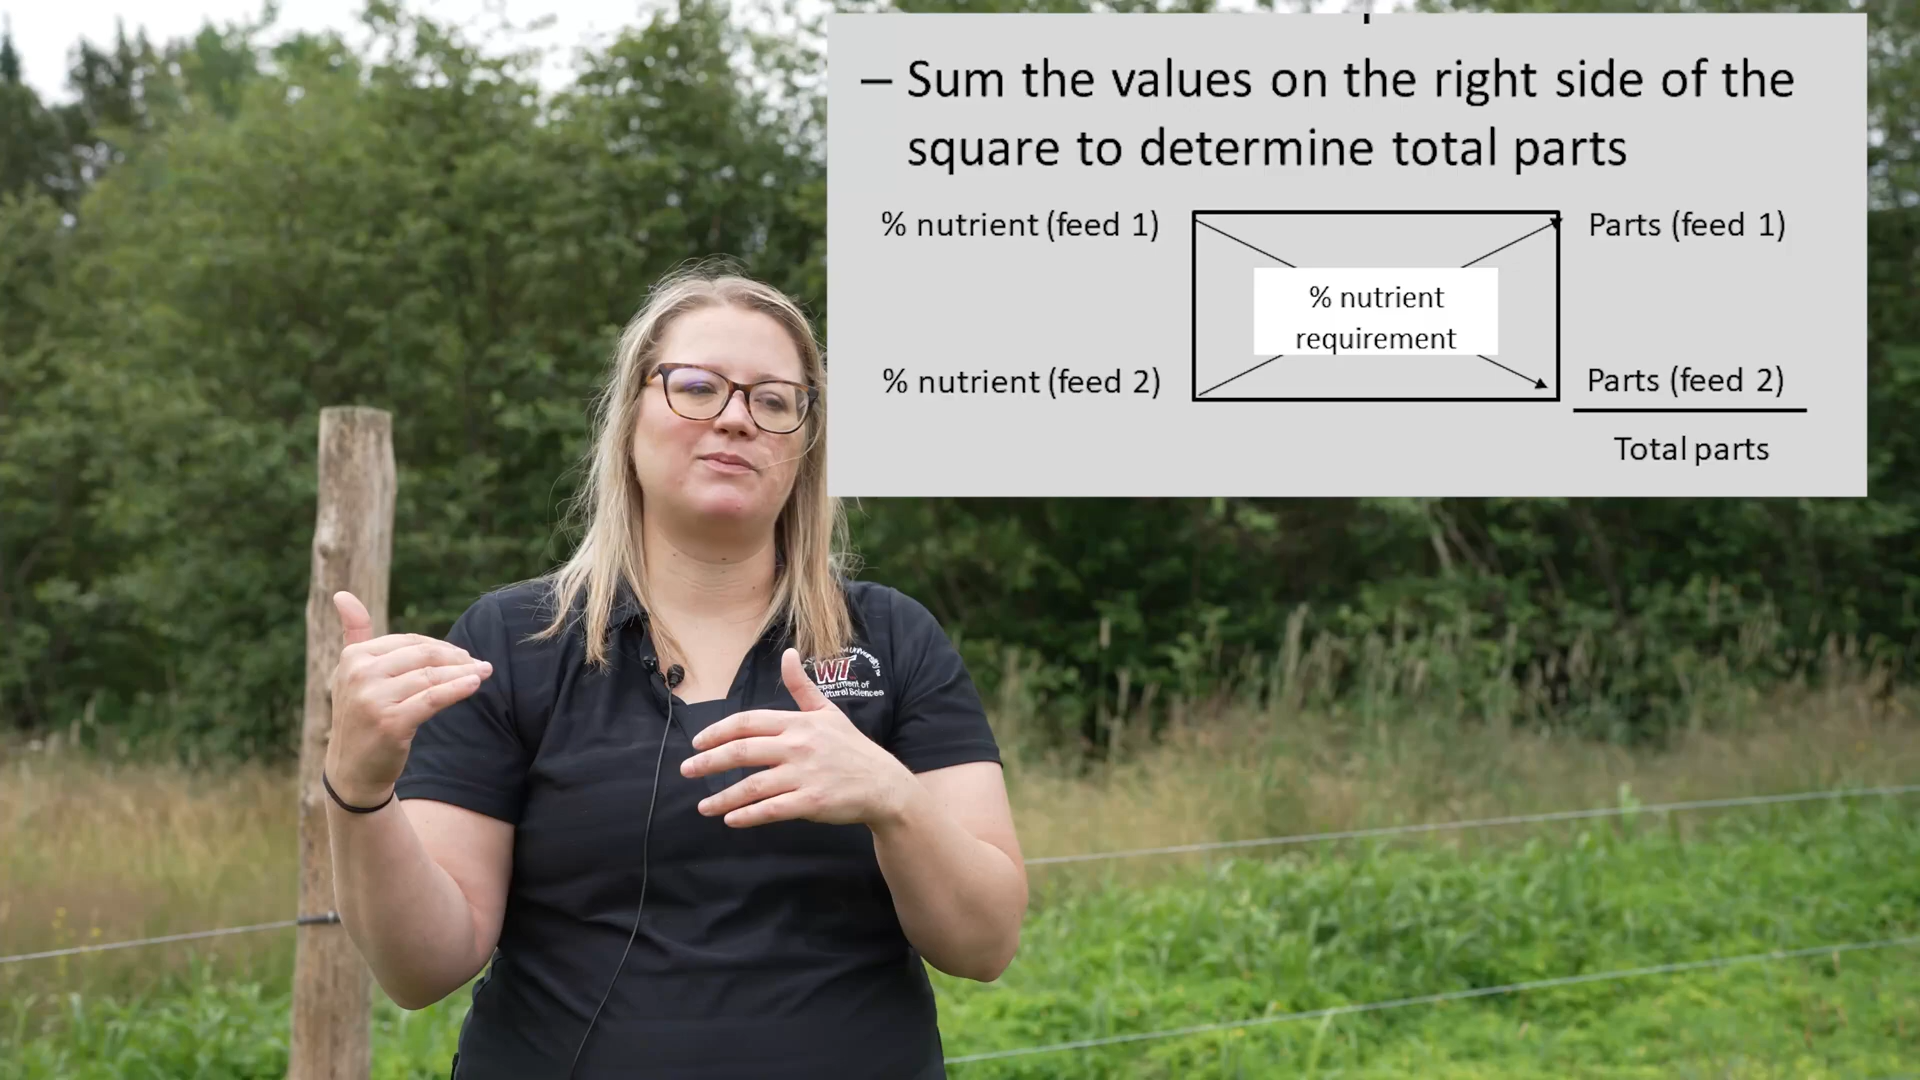 – Sum the values on the right side of the
square to determine total parts
% nutrient (feed 1)
Parts (feed 1)
% nutrient
requirement
% nutrient (feed 2)
Parts (feed 2)
Total parts
WT